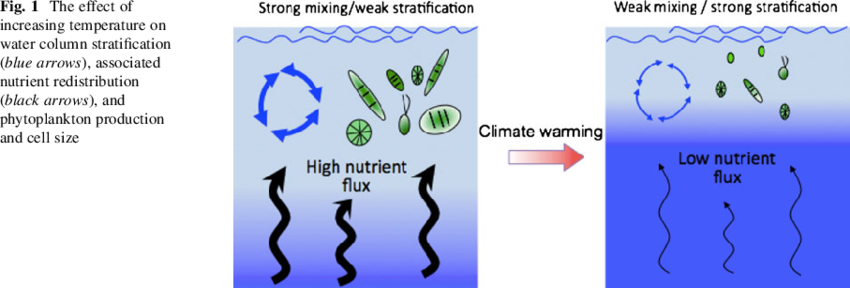 Fig. 1 The effect of
increasing temperature on
water column stratification
(blue arrows), associated
nutrient redistribution
(black arrows), and
phytoplankton production
and cell size
Strong mixing/weak stratification
High nutrient
flux
Climate warming
Weak mixing / strong stratification
Low nutrient
flux